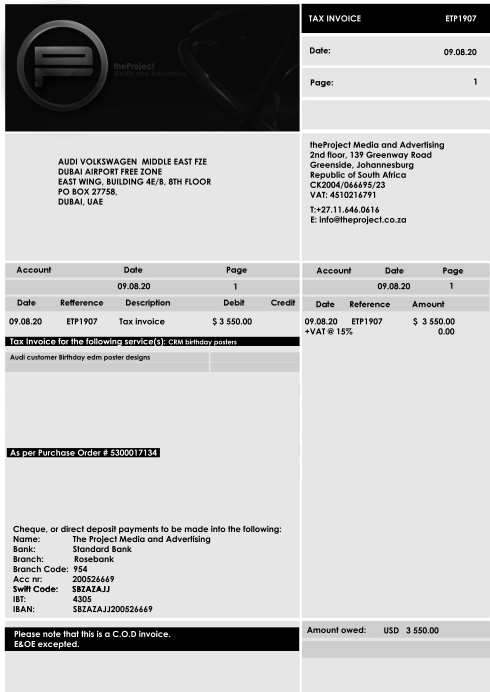 theProject
Media and Advertising
TAX INVOICE ETP1907
Date: 09.08.20
Page: 1
AUDI VOLKSWAGEN MIDDLE EAST FZE
DUBAI AIRPORT FREE ZONE
EAST WING, BUILDING 4E/B, 8TH FLOOR
PO BOX 27758,
DUBAI, UAE
theProject Media and Advertising
2nd floor, 139 Greenway Road
Greenside, Johannesburg
Republic of South Africa
CK2004/066695/23
VAT: 4510216791
T:+27.11.646.0616
E: info@theproject.co.za
Account Date Page
09.08.20 1
Date Refference Description Debit Credit
09.08.20 ETP1907 Tax invoice $ 3 550.00
Account Date Page
09.08.20 1
Date Reference Amount
09.08.20 ETP1907 $ 3 550.00
+VAT @ 15% 0.00
Tax Invoice for the following service(s): CRM birthday posters
Audi customer Birthday edm poster designs
As per Purchase Order # 5300017134
Cheque, or direct deposit payments to be made into the following:
Name: The Project Media and Advertising
Bank: Standard Bank
Branch: Rosebank
Branch Code: 954
Acc nr: 200526669
Swift Code: SBZAZAJJ
IBT: 4305
IBAN: SBZAZAJJ200526669
Please note that this is a C.O.D invoice.
E&OE excepted.
Amount owed: USD 3 550.00